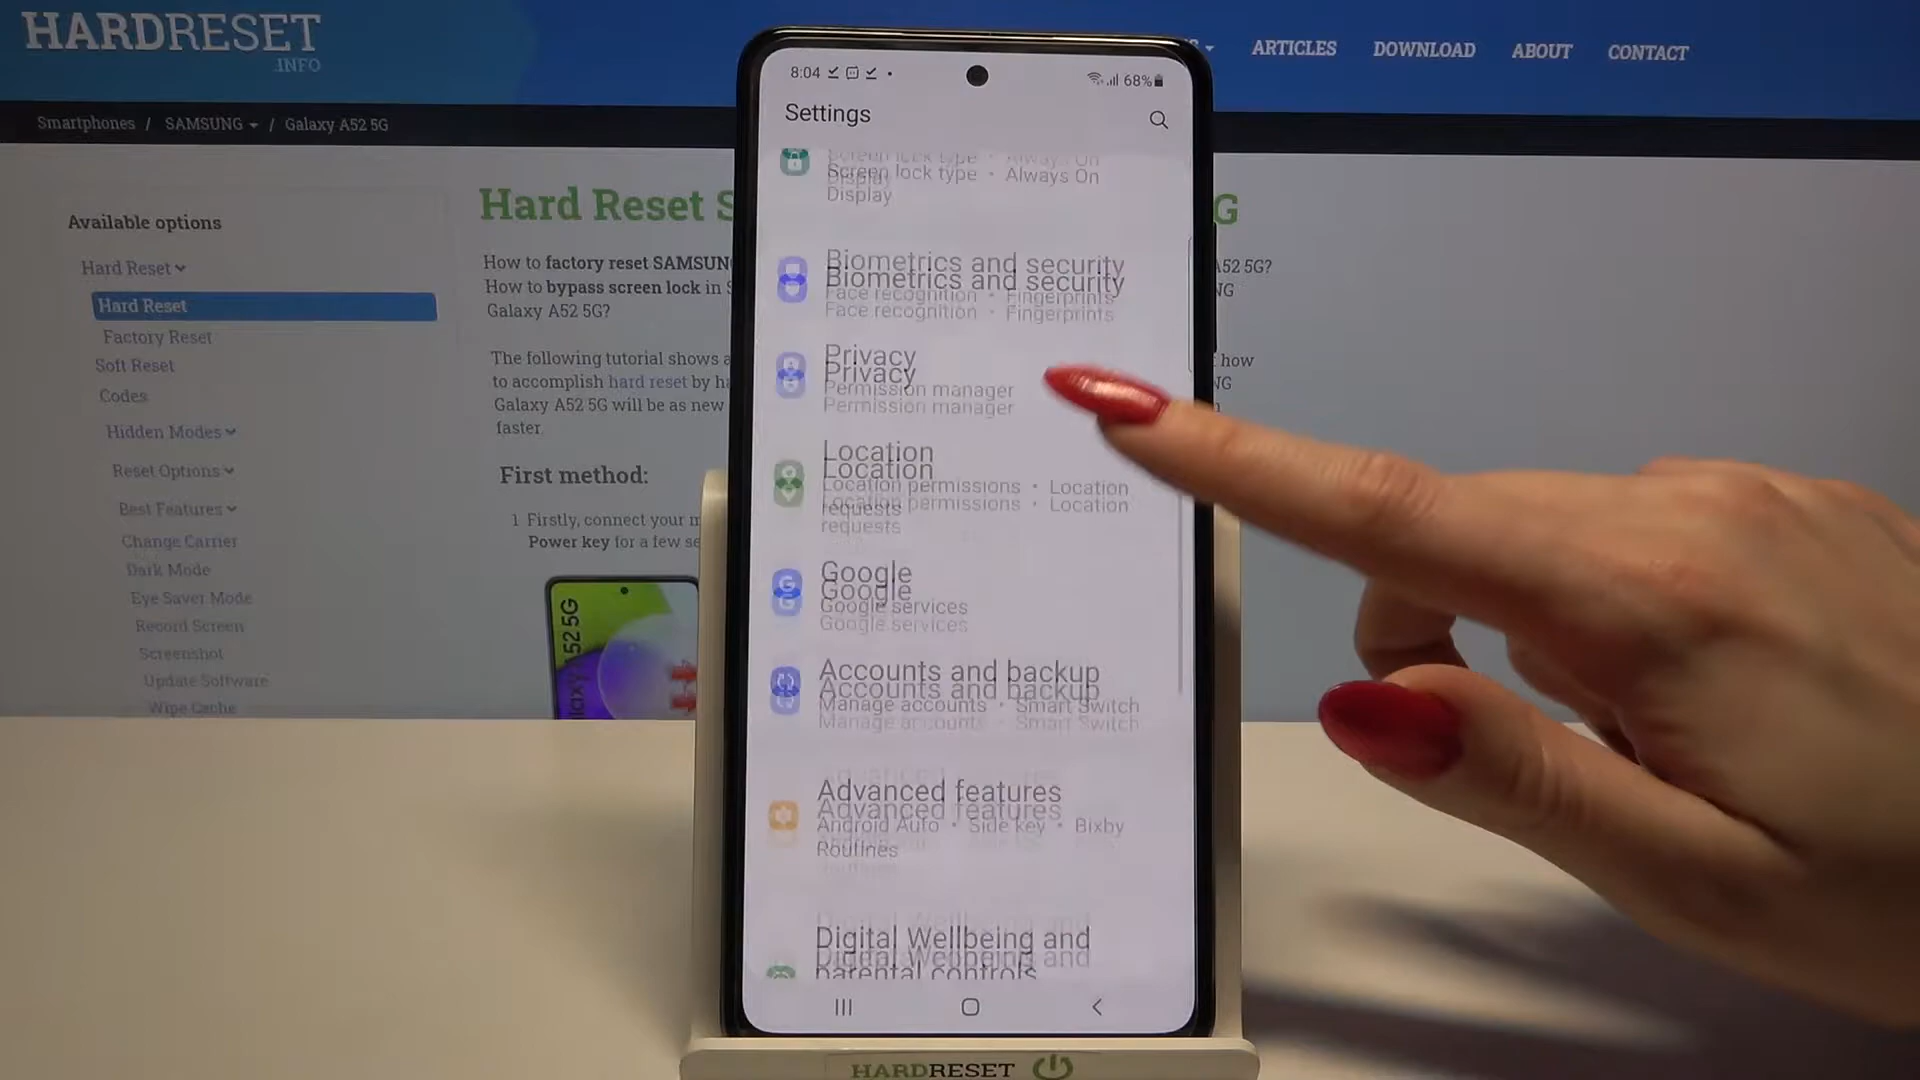 HARDRESET
.INFO
ARTICLES DOWNLOAD ABOUT CONTACT
Smartphones / SAMSUNG / Galaxy A52 5G
Available options
Hard Reset
Hard Reset
Factory Reset
Soft Reset
Codes
Hidden Modes
Reset Options
Best Features
Change Carrier
Dark Mode
Eye Saver Mode
Record Screen
Screenshot
Update Software
Wipe Cache
Hard Reset S
G
How to factory reset SAMSUN
A52 5G?
How to bypass screen lock in
NG
Galaxy A52 5G?
The following tutorial shows
how
to accomplish hard reset by
NG
Galaxy A52 5G will be as new
faster.
First method:
1 Firstly, connect your
Power key for a few
52 5G
8:04
68%
Settings
Screen lock type • Always On
Display
Biometrics and security
Face recognition • Fingerprints
Privacy
Permission manager
Location
Location permissions • Location
requests
Google
Google services
Accounts and backup
Manage accounts • Smart Switch
Advanced features
Android Auto • Side key • Bixby
Routines
Digital Wellbeing and
parental controls
HARDRESET